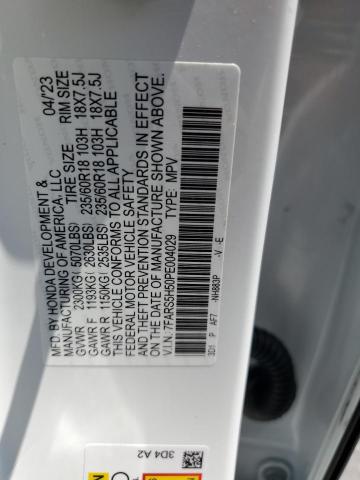 MFD. BY HONDA DEVELOPMENT & 04/'23
MANUFACTURING OF AMERICA, LLC
TIRE SIZE RIM SIZE
GVWR 2300KG( 5070LBS) 235/60R18 103H 18X7.5J
GAWR F 1193KG( 2630LBS) 235/60R18 103H 18X7.5J
GAWR R 1150KG( 2535LBS)
THIS VEHICLE CONFORMS TO ALL APPLICABLE
FEDERAL MOTOR VEHICLE SAFETY
AND THEFT PREVENTION STANDARDS IN EFFECT
ON THE DATE OF MANUFACTURE SHOWN ABOVE.
V.I.N.: 7FARS5H50PE004029 TYPE: MPV
3D1 P AF7 NH883P -V -E
3D4 A2